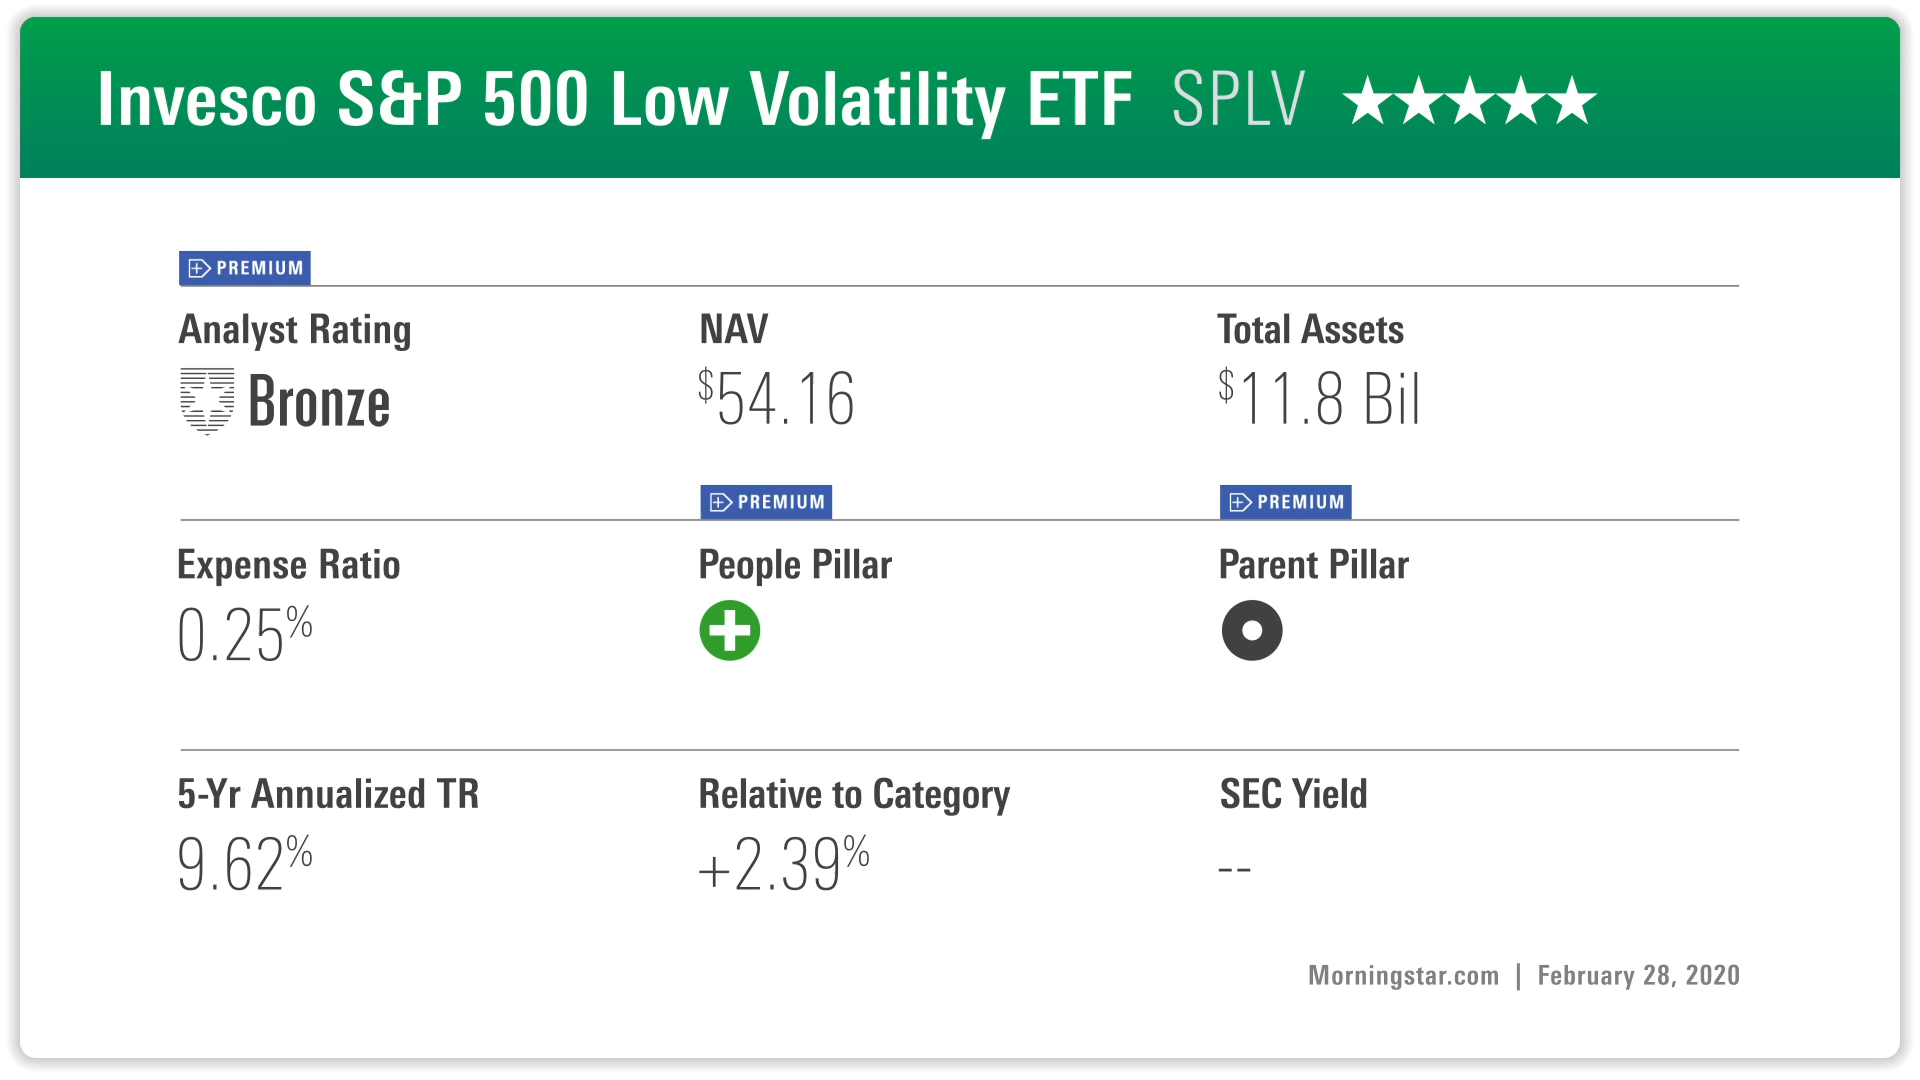 Invesco S&P 500 Low Volatility ETF SPLV ★★★★★
PREMIUM
Analyst Rating NAV Total Assets
Bronze $54.16 $11.8 Bil
PREMIUM PREMIUM
Expense Ratio People Pillar Parent Pillar
0.25%
5-Yr Annualized TR Relative to Category SEC Yield
9.62% +2.39% --
Morningstar.com | February 28, 2020